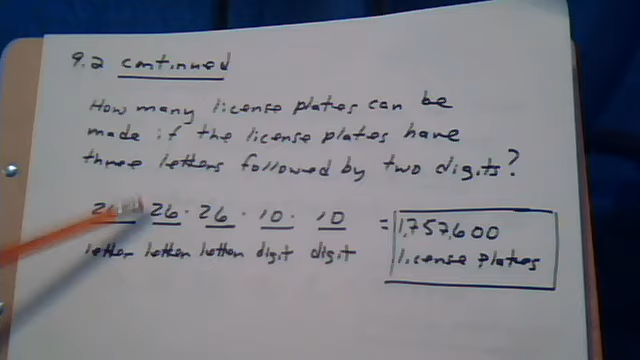 9.2 continued
How many license plates can be
made if the license plates have
three letters followed by two digits?
26 · 26 · 26 · 10 · 10 = 1,757,600
letter letter letter digit digit license plates